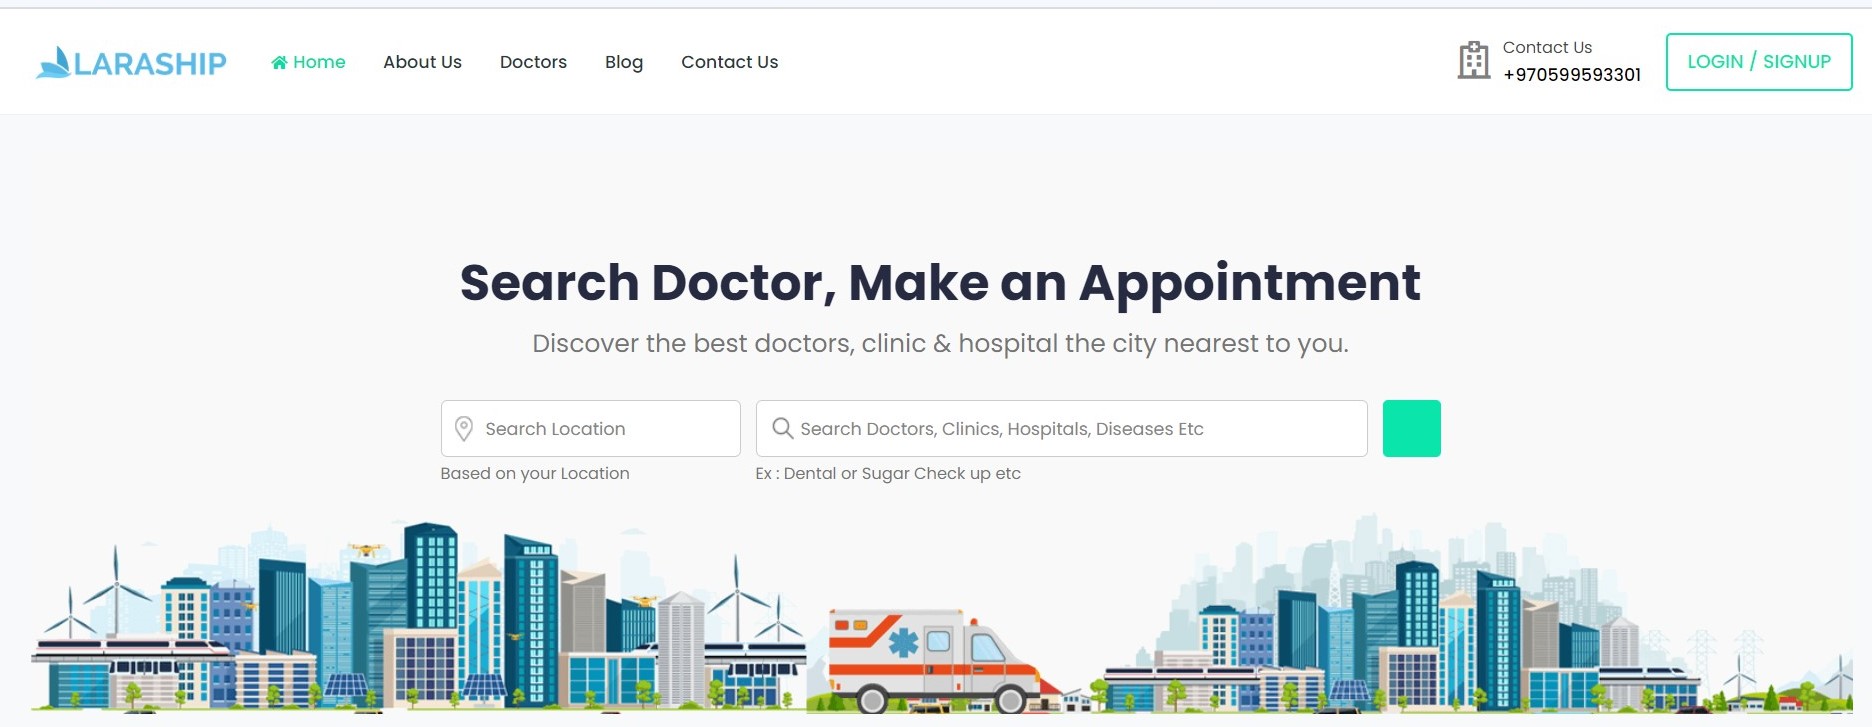 LARASHIP
Home
About Us
Doctors
Blog
Contact Us
Contact Us
+970599593301
LOGIN / SIGNUP
Search Doctor, Make an Appointment
Discover the best doctors, clinic & hospital the city nearest to you.
Search Location
Search Doctors, Clinics, Hospitals, Diseases Etc
Based on your Location
Ex : Dental or Sugar Check up etc